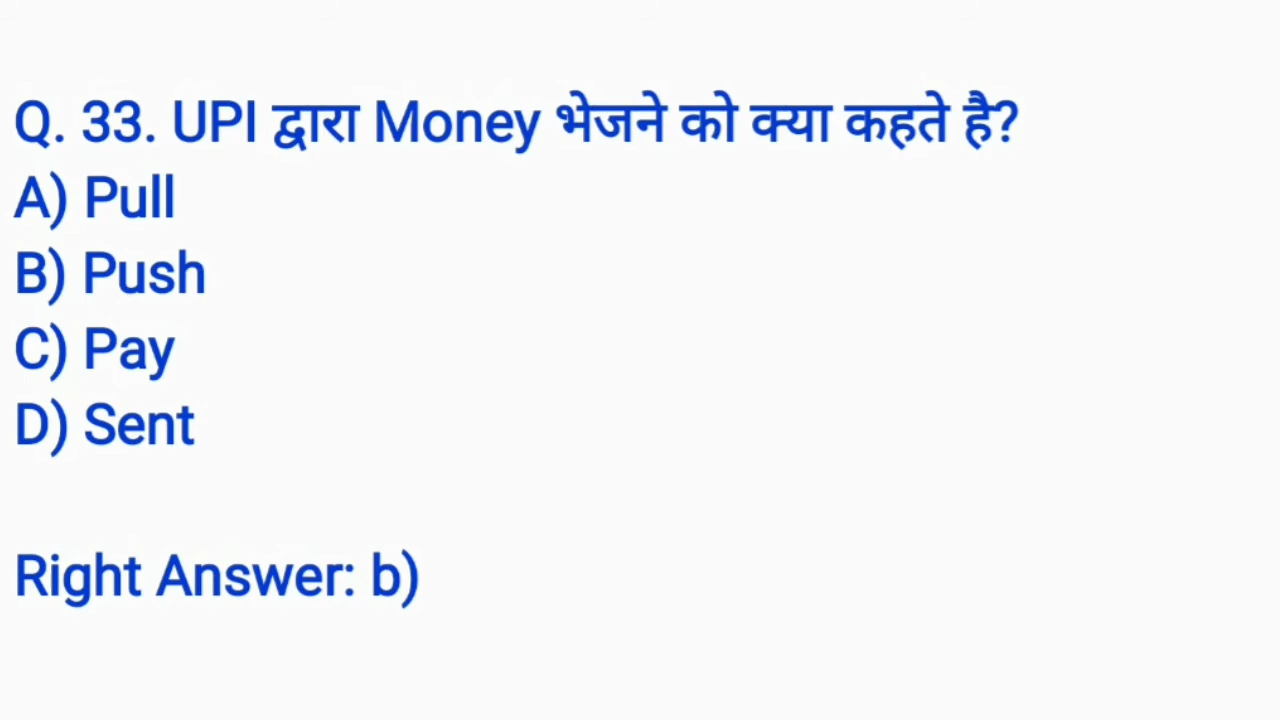 Q. 33. UPI द्वारा Money भेजने को क्या कहते है?
A) Pull
B) Push
C) Pay
D) Sent
Right Answer: b)